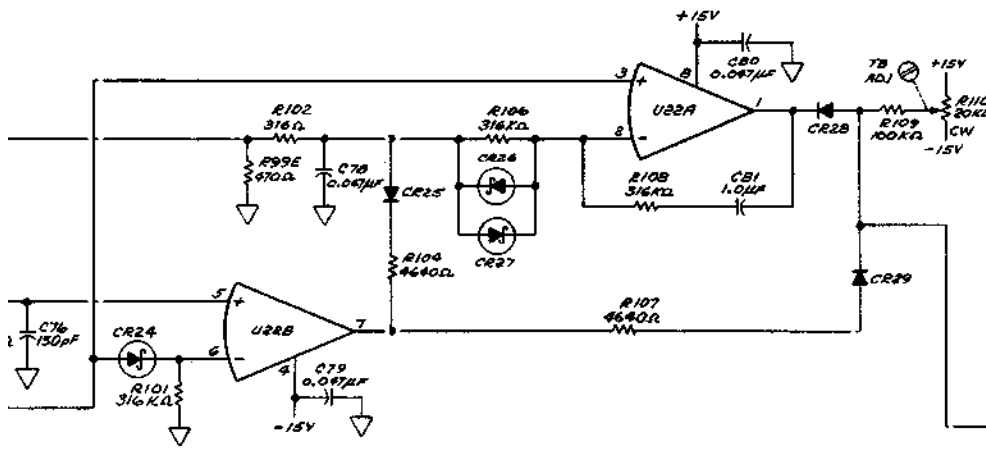 +15V
C80
0.047µF
3
+
8
U22A
1
2
−
TB
ADJ
+15V
R110
20KΩ
CW
-15V
CR28
R109
100KΩ
R102
316Ω
R106
316KΩ
R99E
470Ω
C78
0.047µF
CR25
CR26
CR27
R108
316KΩ
C81
1.0µF
R104
4640Ω
CR29
R107
4640Ω
C76
150pF
CR24
5
+
U22B
7
6
−
4
R101
316KΩ
C79
0.047µF
-15V
Ω